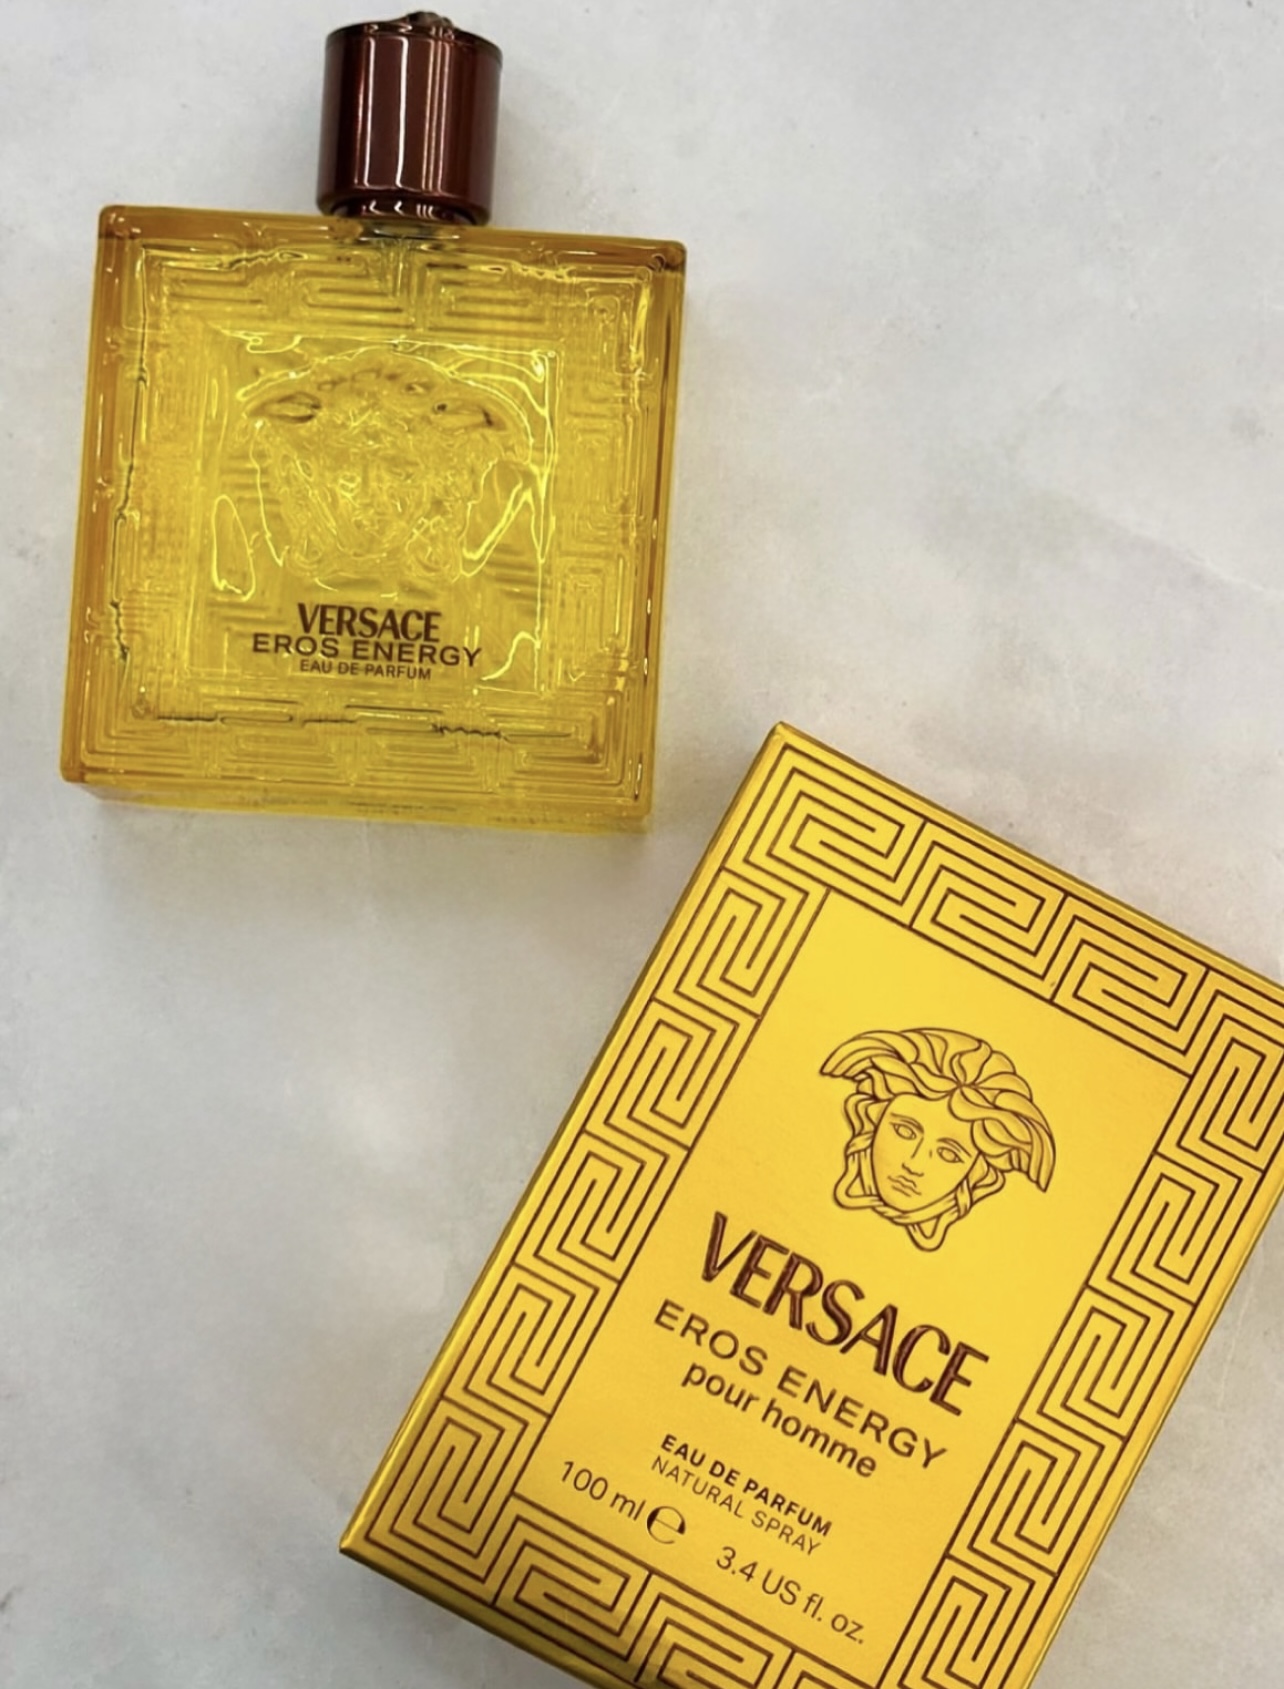 VERSACE
EROS ENERGY
EAU DE PARFUM
VERSACE
EROS ENERGY
pour homme
EAU DE PARFUM
NATURAL SPRAY
100 ml ℮ 3.4 US fl. oz.